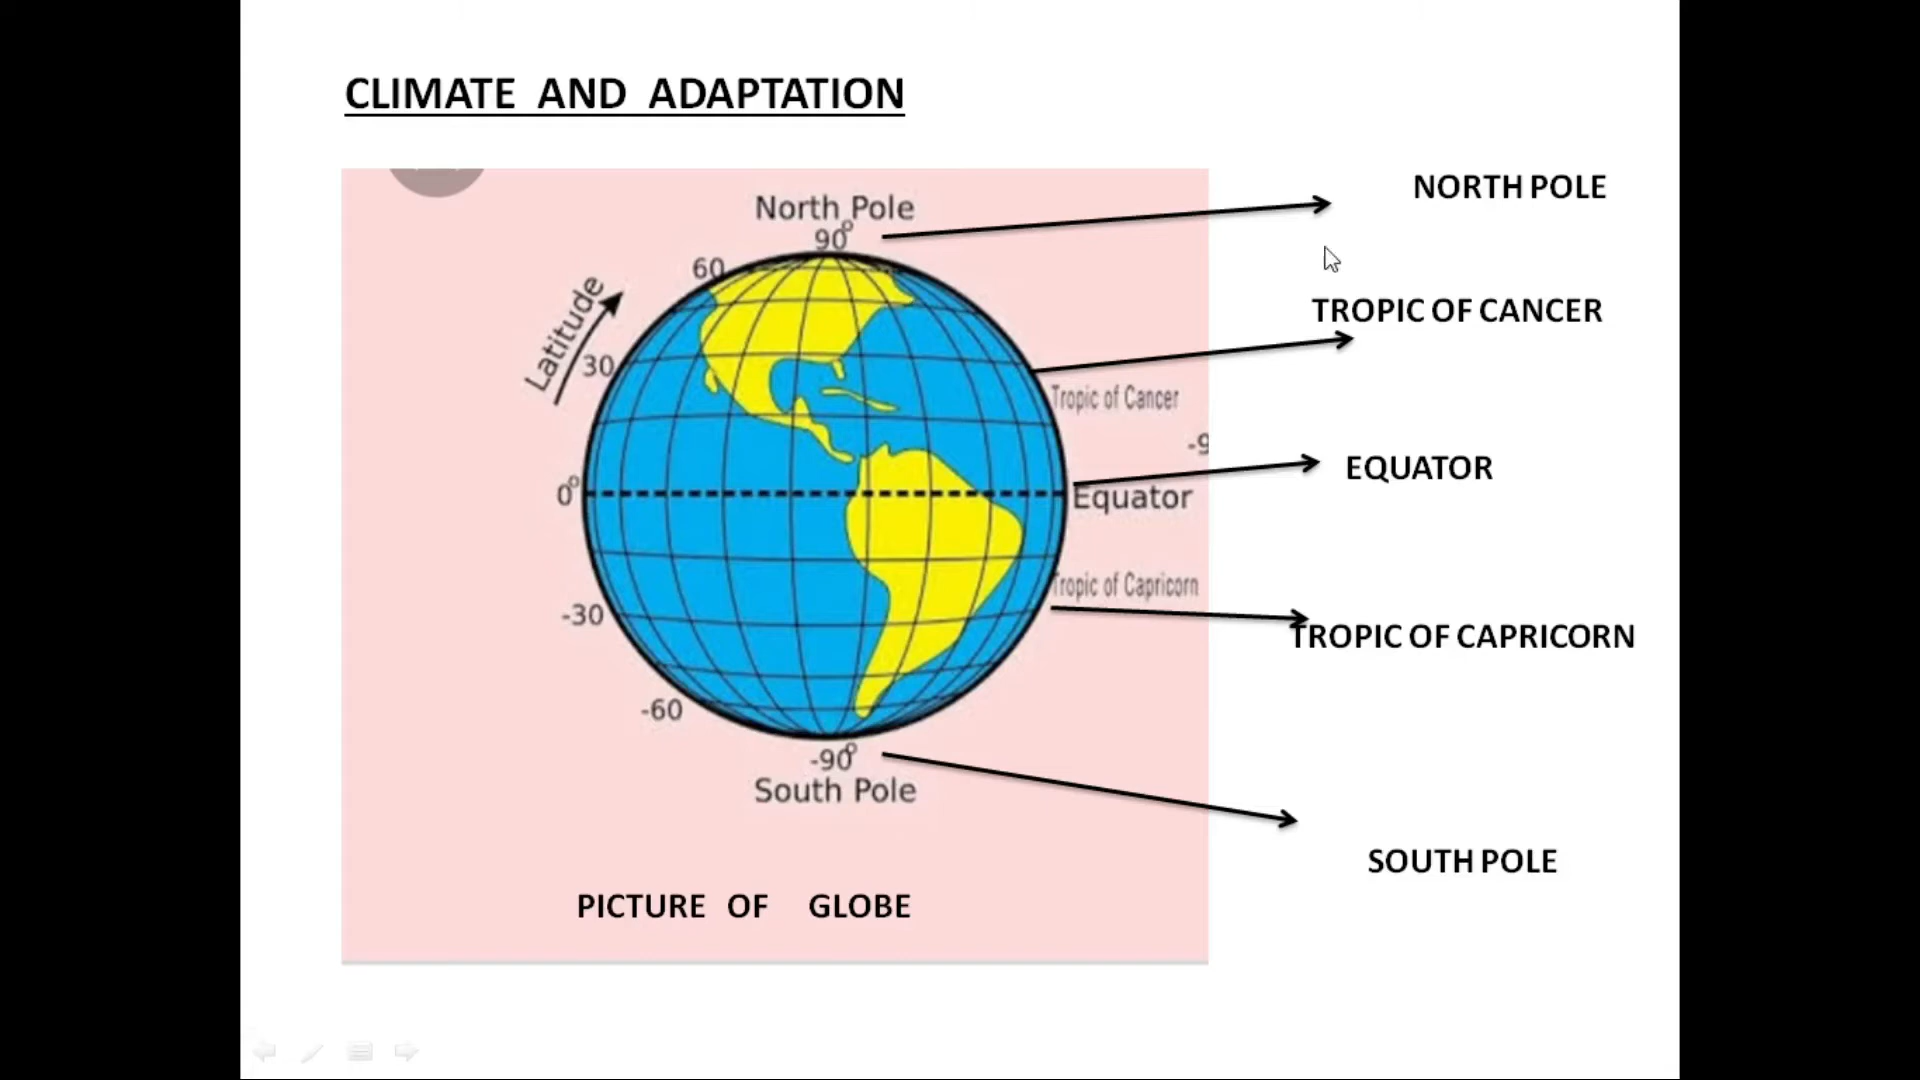 CLIMATE AND ADAPTATION
North Pole
90°
NORTH POLE
60
Latitude
TROPIC OF CANCER
30
Tropic of Cancer
-9
EQUATOR
0°
Equator
Tropic of Capricorn
-30
TROPIC OF CAPRICORN
-60
-90°
South Pole
SOUTH POLE
PICTURE OF GLOBE